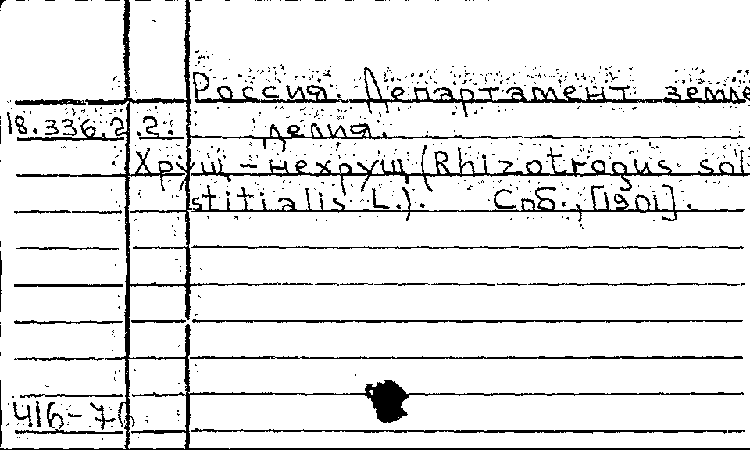 Россия. Департамент земле
18.336.2.2. делия.
Хрущ – нехрущ (Rhizotrogus sol
stitialis L.). Спб., [1901].
416-76